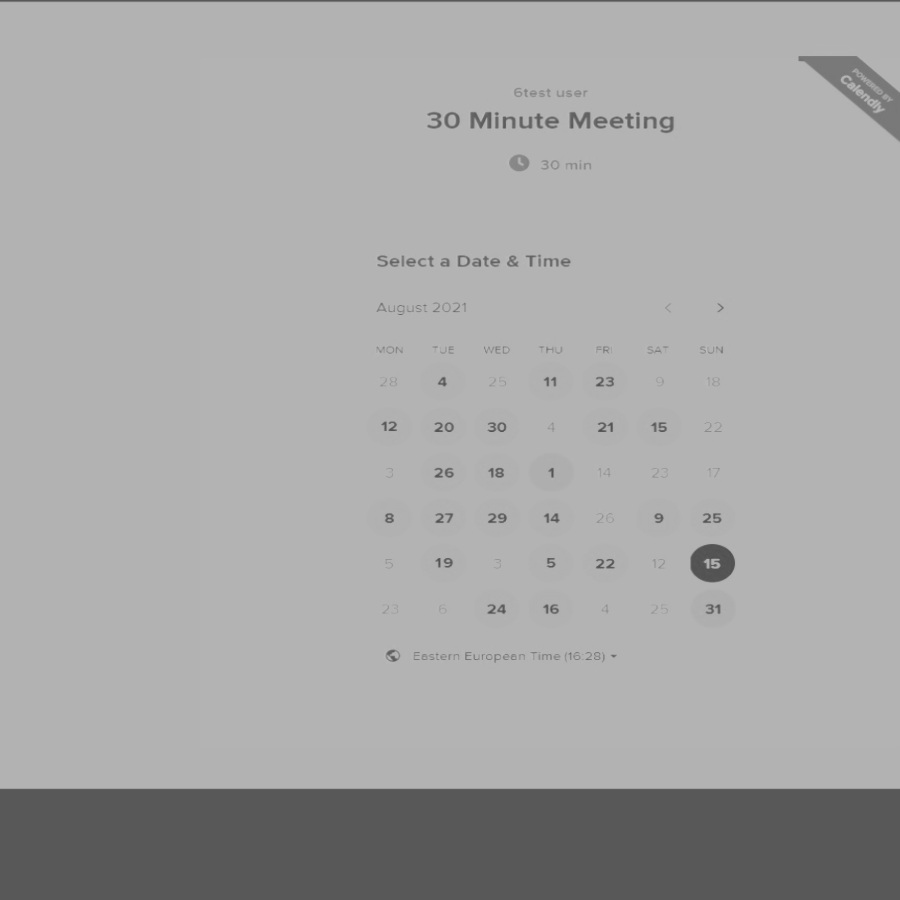 POWERED BY
Calendly
6test user
30 Minute Meeting
30 min
Select a Date & Time
August 2021
MON TUE WED THU FRI SAT SUN
28 4 25 11 23 9 18
12 20 30 4 21 15 22
3 26 18 1 14 23 17
8 27 29 14 26 9 25
5 19 3 5 22 12 15
23 6 24 16 4 25 31
Eastern European Time (16:28)